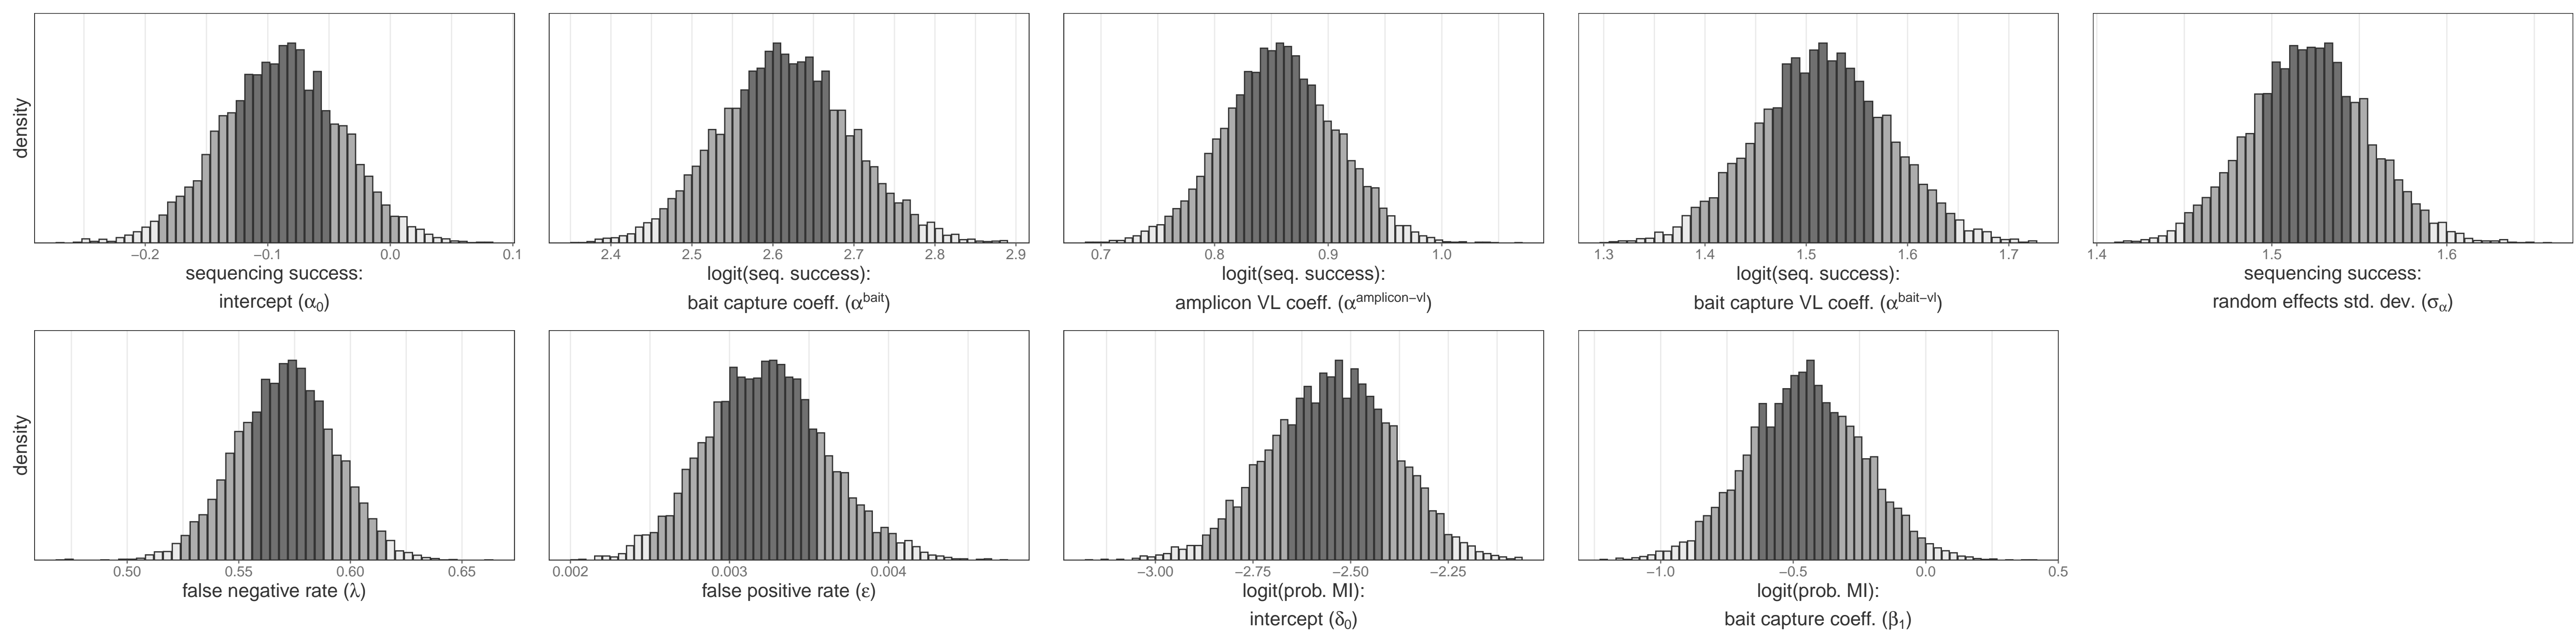 density
−0.2 −0.1 0.0 0.1
sequencing success:
intercept (α0)
2.4 2.5 2.6 2.7 2.8 2.9
logit(seq. success):
bait capture coeff. (α^bait)
0.7 0.8 0.9 1.0
logit(seq. success):
amplicon VL coeff. (α^amplicon−vl)
1.3 1.4 1.5 1.6 1.7
logit(seq. success):
bait capture VL coeff. (α^bait−vl)
1.4 1.5 1.6
sequencing success:
random effects std. dev. (σα)
density
0.50 0.55 0.60 0.65
false negative rate (λ)
0.002 0.003 0.004
false positive rate (ε)
−3.00 −2.75 −2.50 −2.25
logit(prob. MI):
intercept (δ0)
−1.0 −0.5 0.0 0.5
logit(prob. MI):
bait capture coeff. (β1)